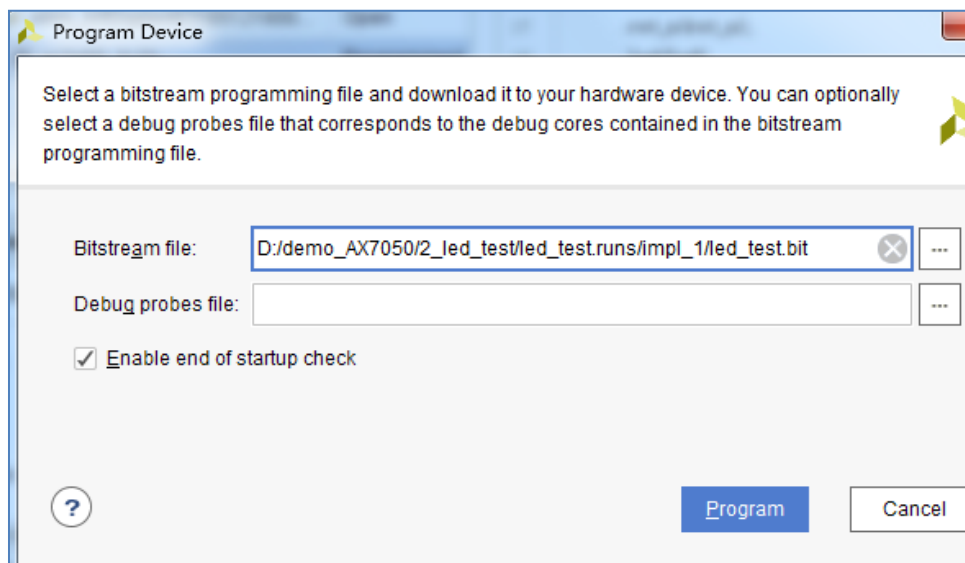 Program Device
Select a bitstream programming file and download it to your hardware device. You can optionally
select a debug probes file that corresponds to the debug cores contained in the bitstream
programming file.
Bitstream file: D:/demo_AX7050/2_led_test/led_test.runs/impl_1/led_test.bit ...
Debug probes file: ...
Enable end of startup check
? Program Cancel